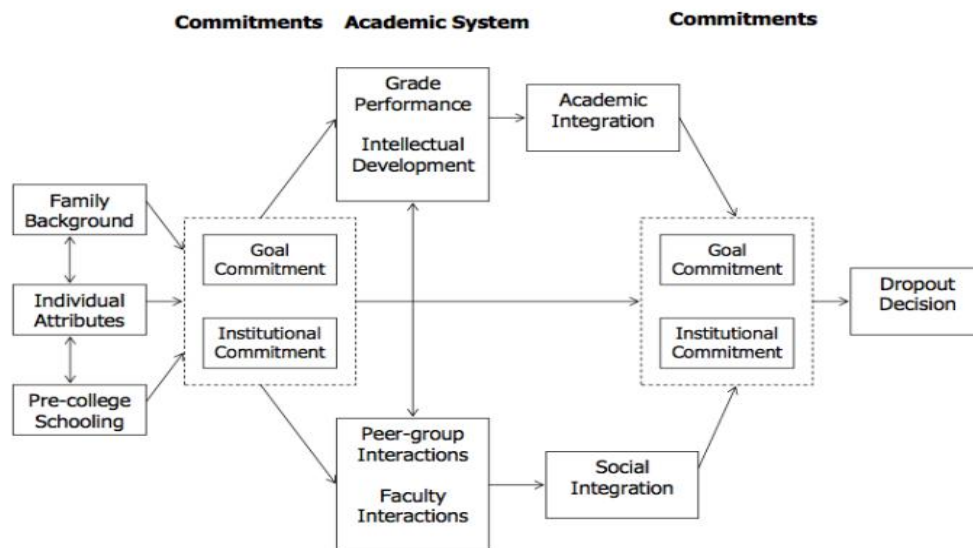 Commitments
Academic System
Commitments
Grade
Performance
Intellectual
Development
Academic
Integration
Family
Background
Individual
Attributes
Pre-college
Schooling
Goal
Commitment
Institutional
Commitment
Goal
Commitment
Institutional
Commitment
Dropout
Decision
Peer-group
Interactions
Faculty
Interactions
Social
Integration